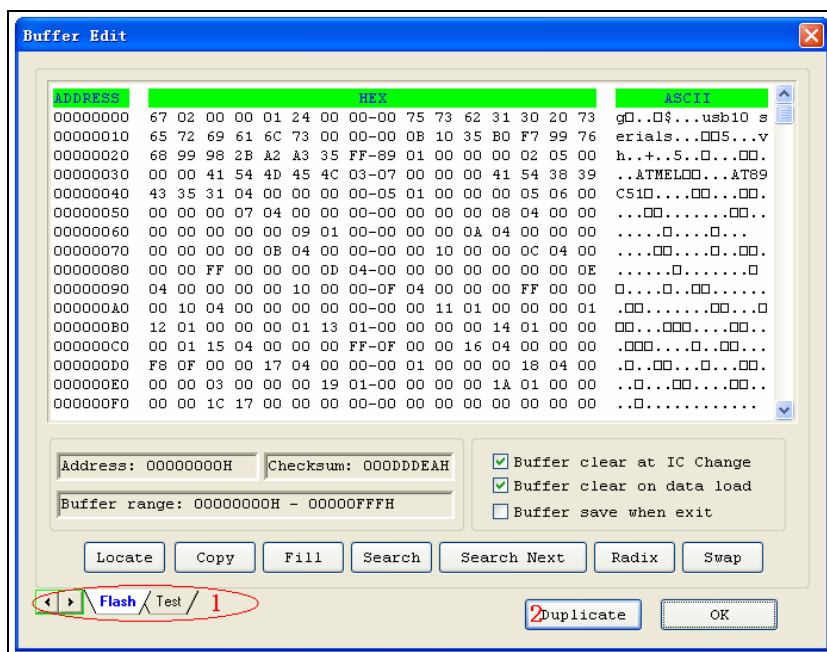 Buffer Edit
ADDRESS HEX ASCII
00000000 67 02 00 00 01 24 00 00-00 75 73 62 31 30 20 73 g□..□$...usb10 s
00000010 65 72 69 61 6C 73 00 00-00 0B 10 35 B0 F7 99 76 erials...□□5...v
00000020 68 99 98 2B A2 A3 35 FF-89 01 00 00 00 02 05 00 h..+..5..□...□□.
00000030 00 00 41 54 4D 45 4C 03-07 00 00 00 41 54 38 39 ..ATMEL□□...AT89
00000040 43 35 31 04 00 00 00 00-05 01 00 00 00 05 06 00 C51□....□□...□□.
00000050 00 00 00 07 04 00 00 00-00 00 00 00 08 04 00 00 ...□□.......□□..
00000060 00 00 00 00 00 09 01 00-00 00 00 0A 04 00 00 00 .....□....□...
00000070 00 00 00 00 0B 04 00 00-00 00 10 00 00 0C 04 00 ....□□....□..□□.
00000080 00 00 FF 00 00 00 0D 04-00 00 00 00 00 00 00 0E ......□.......□
00000090 04 00 00 00 00 10 00 00-0F 04 00 00 00 FF 00 00 □....□..□□......
000000A0 00 10 04 00 00 00 00 00-00 00 11 01 00 00 00 01 .□□.......□□...□
000000B0 12 01 00 00 00 01 13 01-00 00 00 00 14 01 00 00 □□...□□□....□□..
000000C0 00 01 15 04 00 00 00 FF-0F 00 00 16 04 00 00 00 .□□□....□..□□...
000000D0 F8 0F 00 00 17 04 00 00-00 01 00 00 00 18 04 00 .□..□□...□...□□.
000000E0 00 00 03 00 00 00 19 01-00 00 00 00 1A 01 00 00 ..□...□□....□□..
000000F0 00 00 1C 17 00 00 00 00-00 00 00 00 00 00 00 00 ..□.............
Address: 00000000H Checksum: 000DDDEAH
Buffer range: 00000000H - 00000FFFH
Buffer clear at IC Change
Buffer clear on data load
Buffer save when exit
Locate Copy Fill Search Search Next Radix Swap
Flash Test 1
2 Duplicate OK